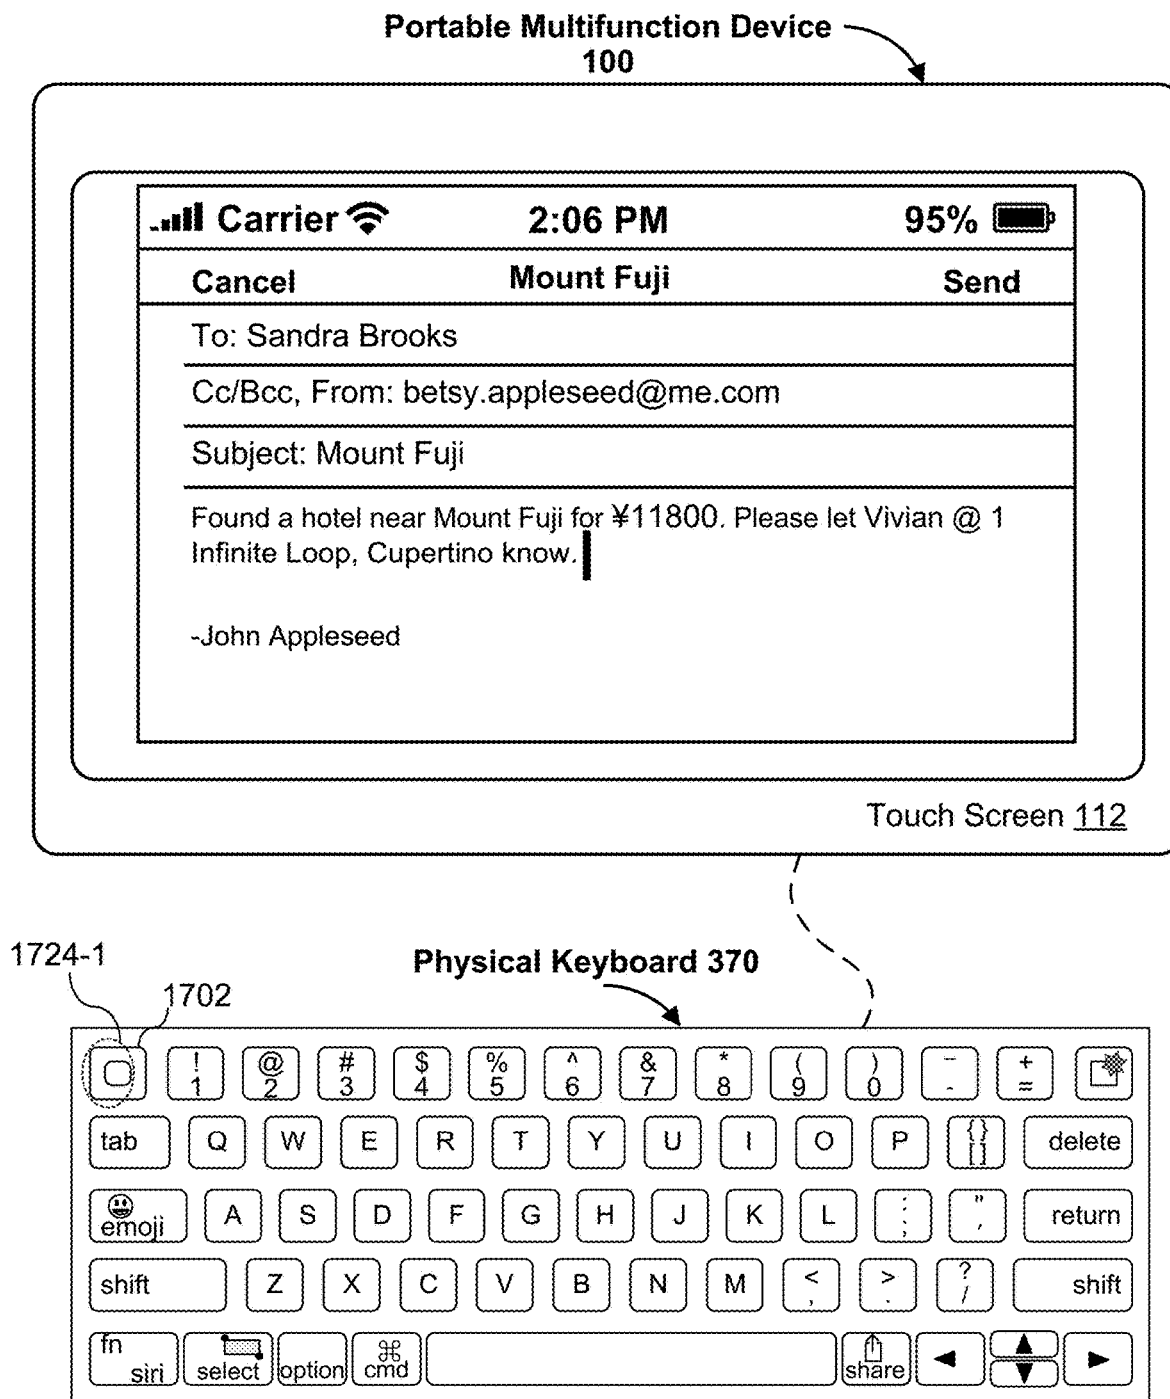 Portable Multifunction Device
100
Carrier 2:06 PM 95%
Cancel Mount Fuji Send
To: Sandra Brooks
Cc/Bcc, From: betsy.appleseed@me.com
Subject: Mount Fuji
Found a hotel near Mount Fuji for ¥11800. Please let Vivian @ 1
Infinite Loop, Cupertino know.
-John Appleseed
Touch Screen 112
1724-1
Physical Keyboard 370
1702
! @ # $ % ^ & * ( ) _ +
1 2 3 4 5 6 7 8 9 0 - ≈
tab Q W E R T Y U I O P {} [] delete
emoji A S D F G H J K L : ; " ' return
shift Z X C V B N M < , > . ? / shift
fn siri select option ⌘ cmd share ◄ ▲ ▼ ►